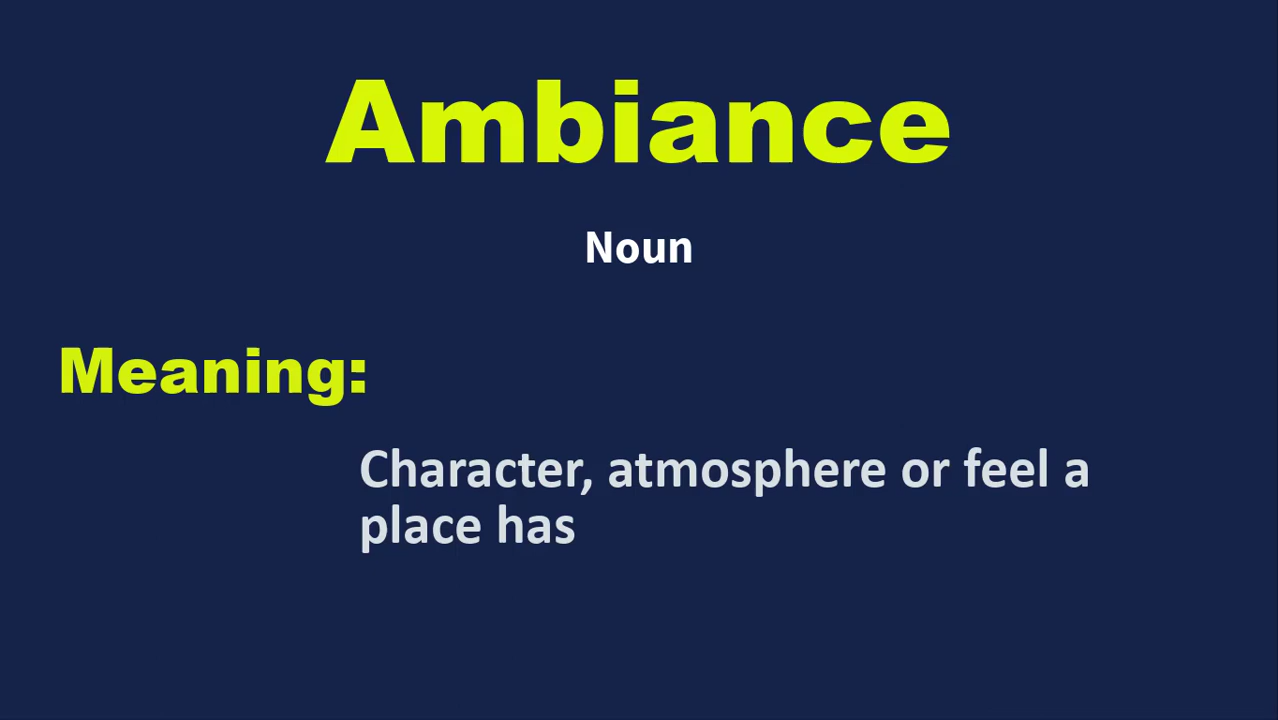 Ambiance
Noun
Meaning:
Character, atmosphere or feel a
place has